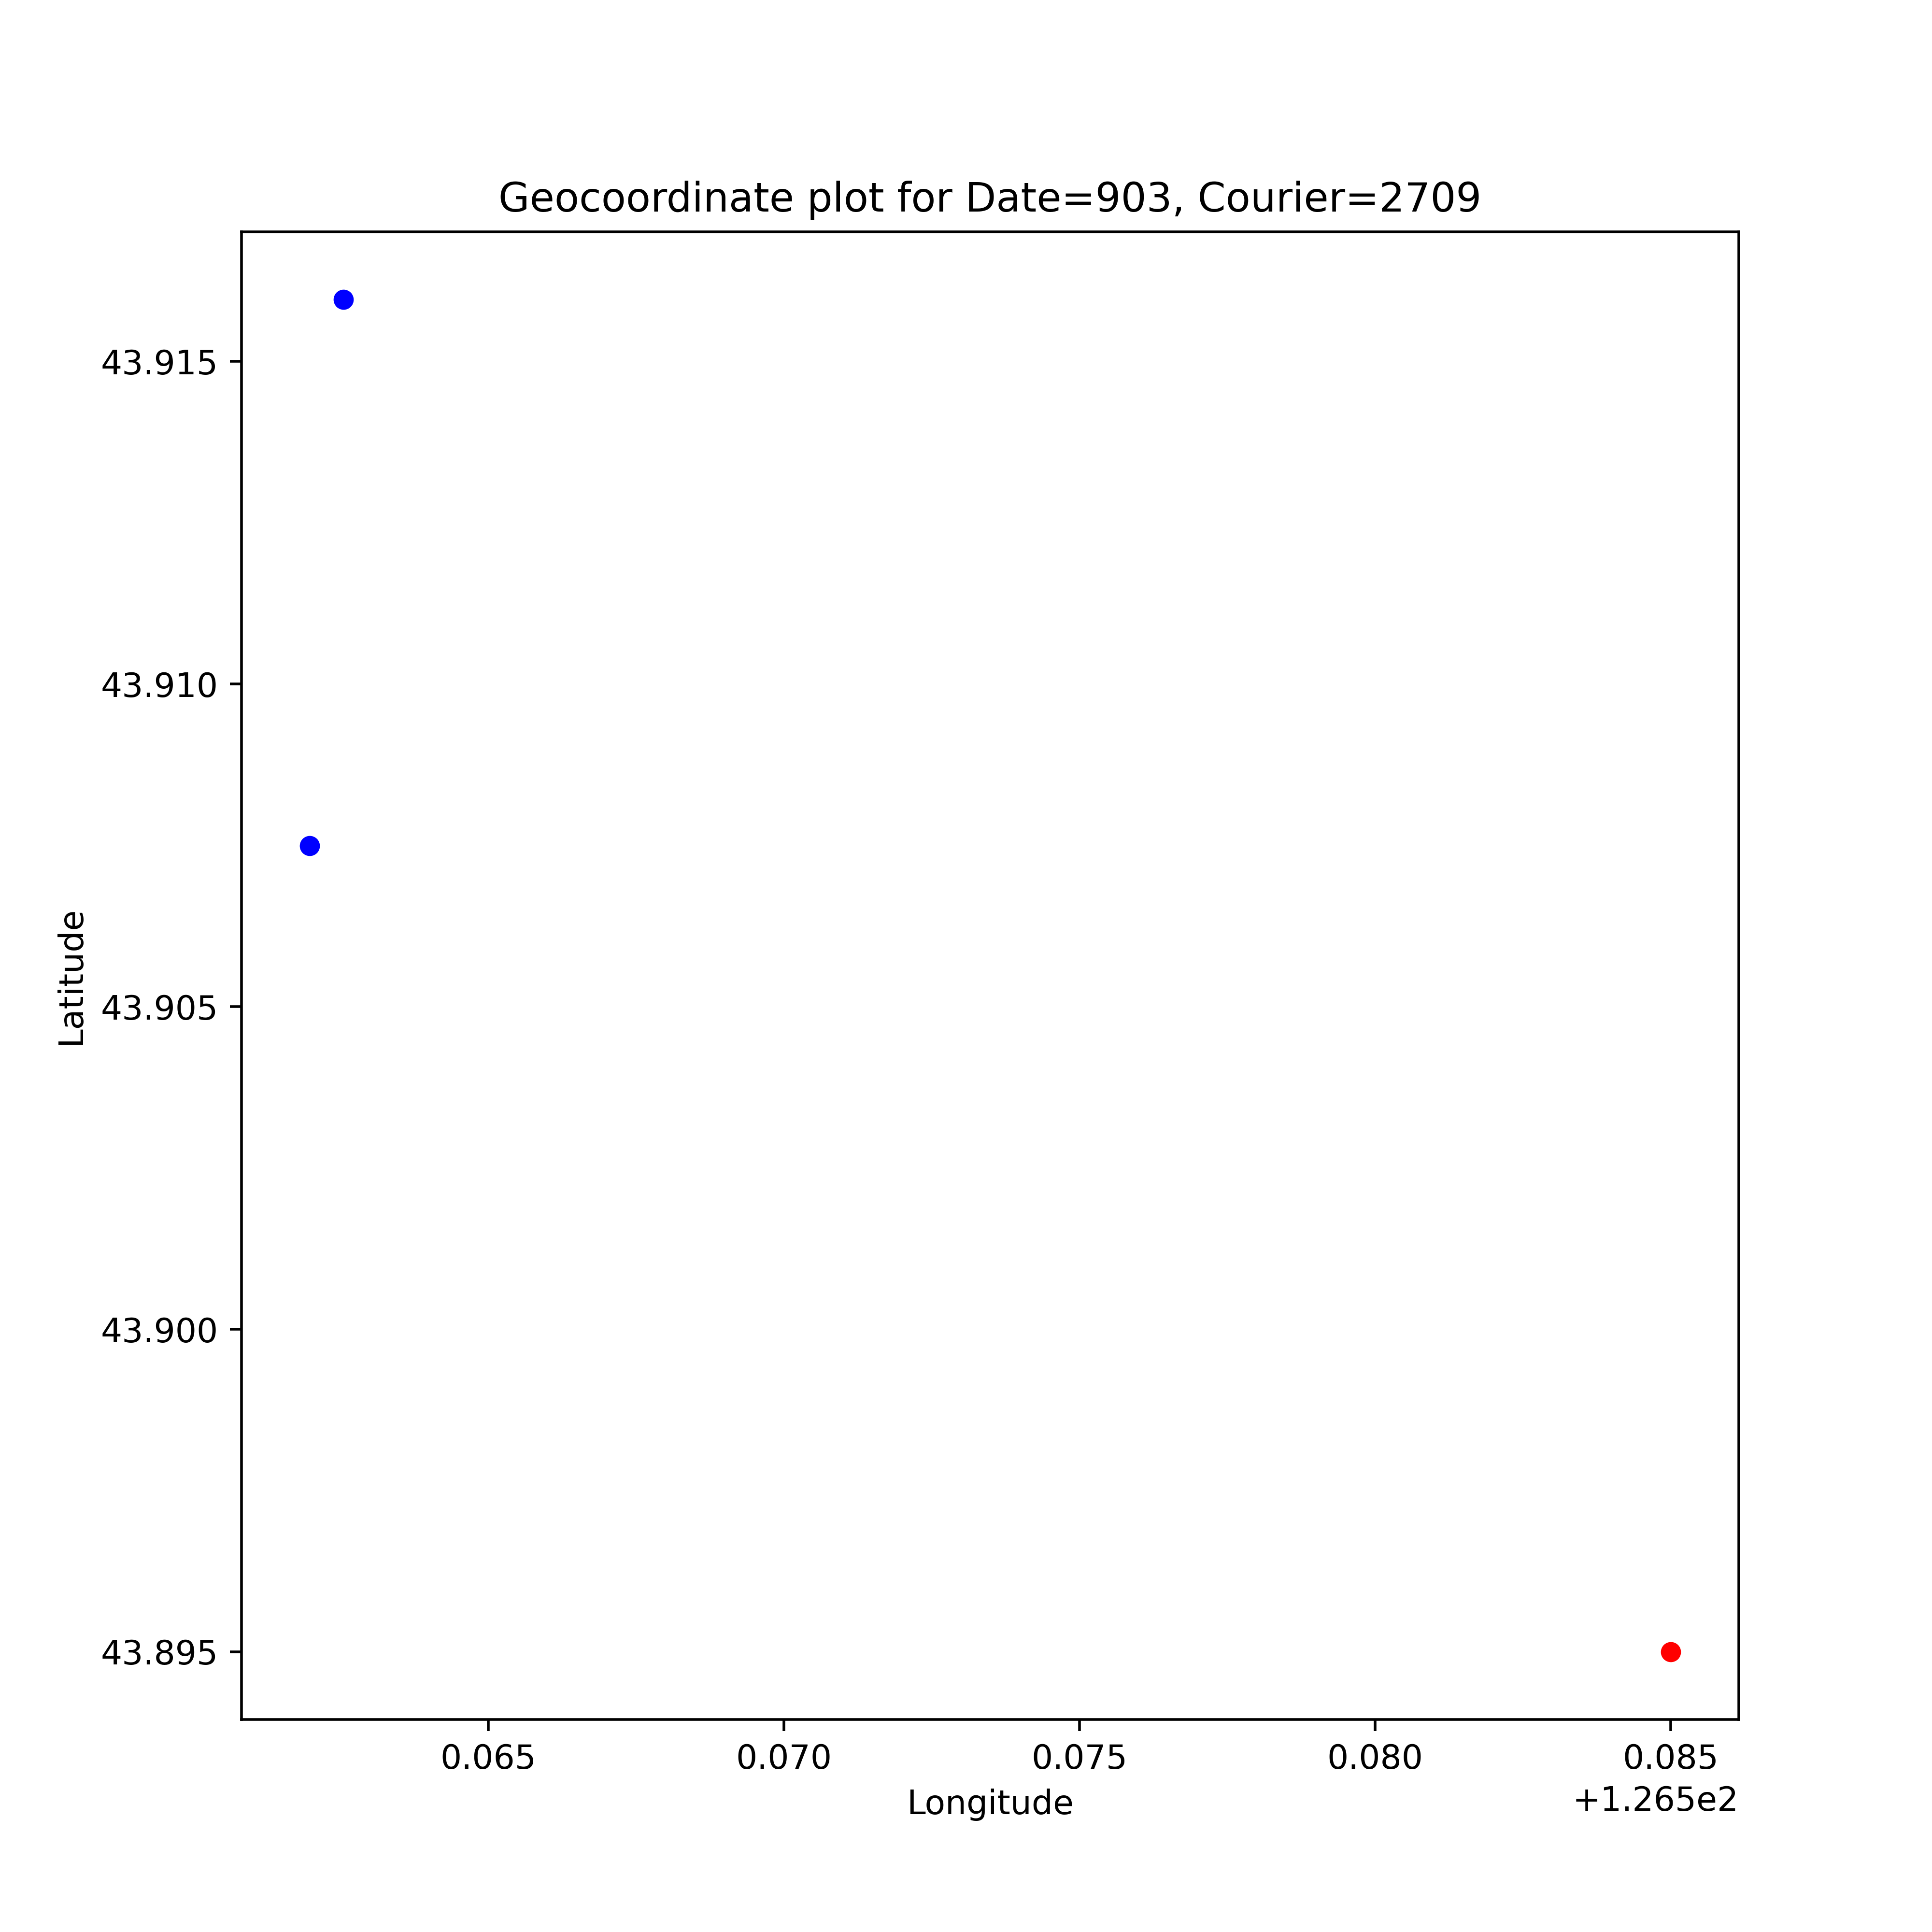 Geocoordinate plot for Date=903, Courier=2709
43.915
43.910
43.905
43.900
43.895
Latitude
0.065 0.070 0.075 0.080 0.085
+1.265e2
Longitude